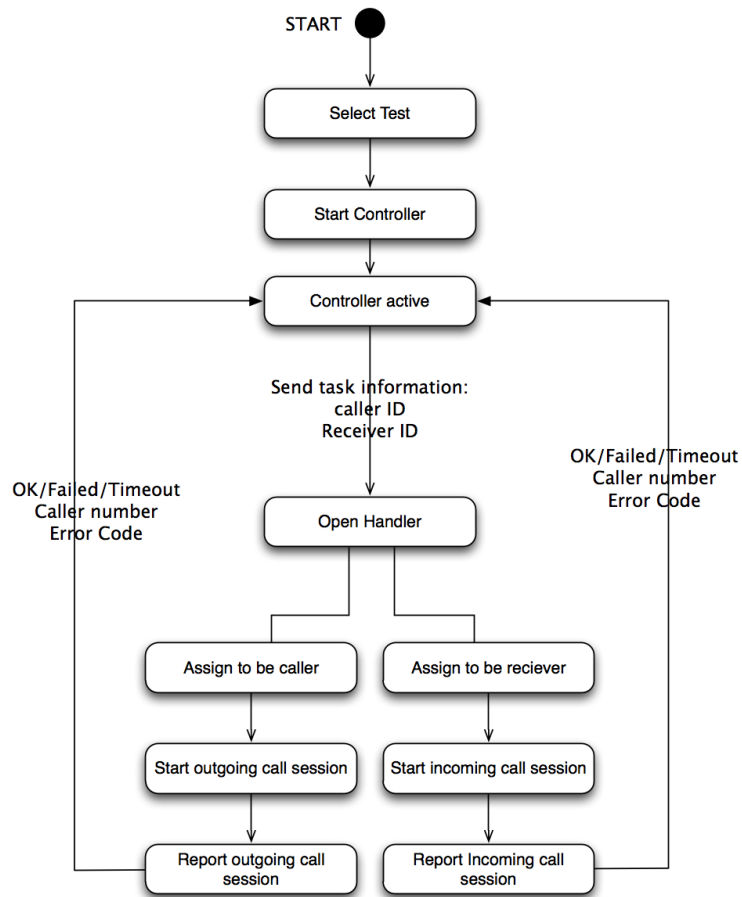 START
Select Test
Start Controller
Controller active
Send task information:
caller ID
Receiver ID
OK/Failed/Timeout
Caller number
Error Code
OK/Failed/Timeout
Caller number
Error Code
Open Handler
Assign to be caller
Assign to be reciever
Start outgoing call session
Start incoming call session
Report outgoing call
session
Report Incoming call
session